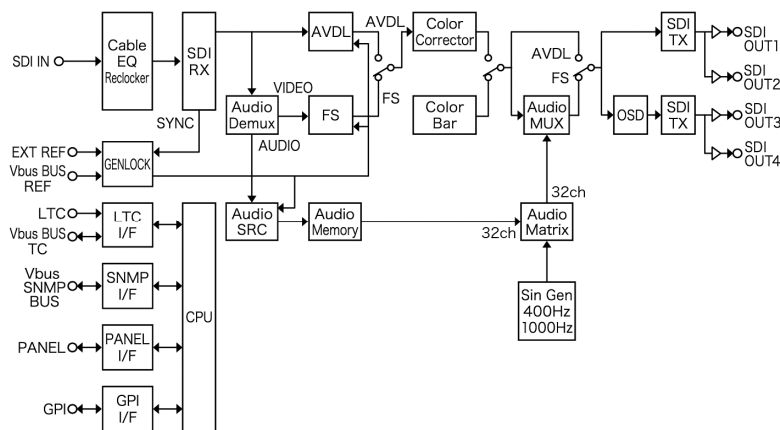 SDI IN
Cable
EQ
Reclocker
SDI
RX
SYNC
AVDL
AVDL
Color
Corrector
Audio
Demux
VIDEO
FS
FS
AUDIO
Color
Bar
AVDL
FS
Audio
MUX
SDI
TX
OSD
SDI
TX
SDI
OUT1
SDI
OUT2
SDI
OUT3
SDI
OUT4
EXT REF
Vbus BUS
REF
GENLOCK
LTC
Vbus BUS
TC
LTC
I/F
Audio
SRC
Audio
Memory
32ch
32ch
Audio
Matrix
Sin Gen
400Hz
1000Hz
Vbus
SNMP
BUS
SNMP
I/F
CPU
PANEL
PANEL
I/F
GPI
GPI
I/F